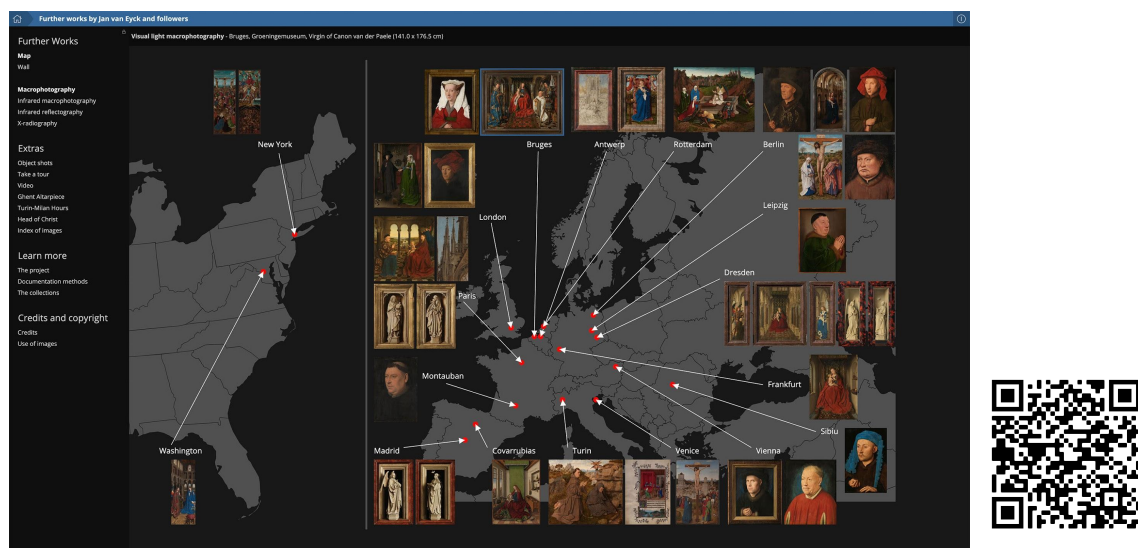 Further works by Jan van Eyck and followers
Further Works
Map
Wall
Macrophotography
Infrared macrophotography
Infrared reflectography
X-radiography
Extras
Object shots
Take a tour
Video
Ghent Altarpiece
Turin-Milan Hours
Head of Christ
Index of images
Learn more
The project
Documentation methods
The collections
Credits and copyright
Credits
Use of images
Visual light macrophotography - Bruges, Groeningemuseum, Virgin of Canon van der Paele (141.0 x 176.5 cm)
New York
Washington
Bruges
Antwerp
Rotterdam
Berlin
London
Leipzig
Dresden
Paris
Montauban
Frankfurt
Sibiu
Madrid
Covarrubias
Turin
Venice
Vienna